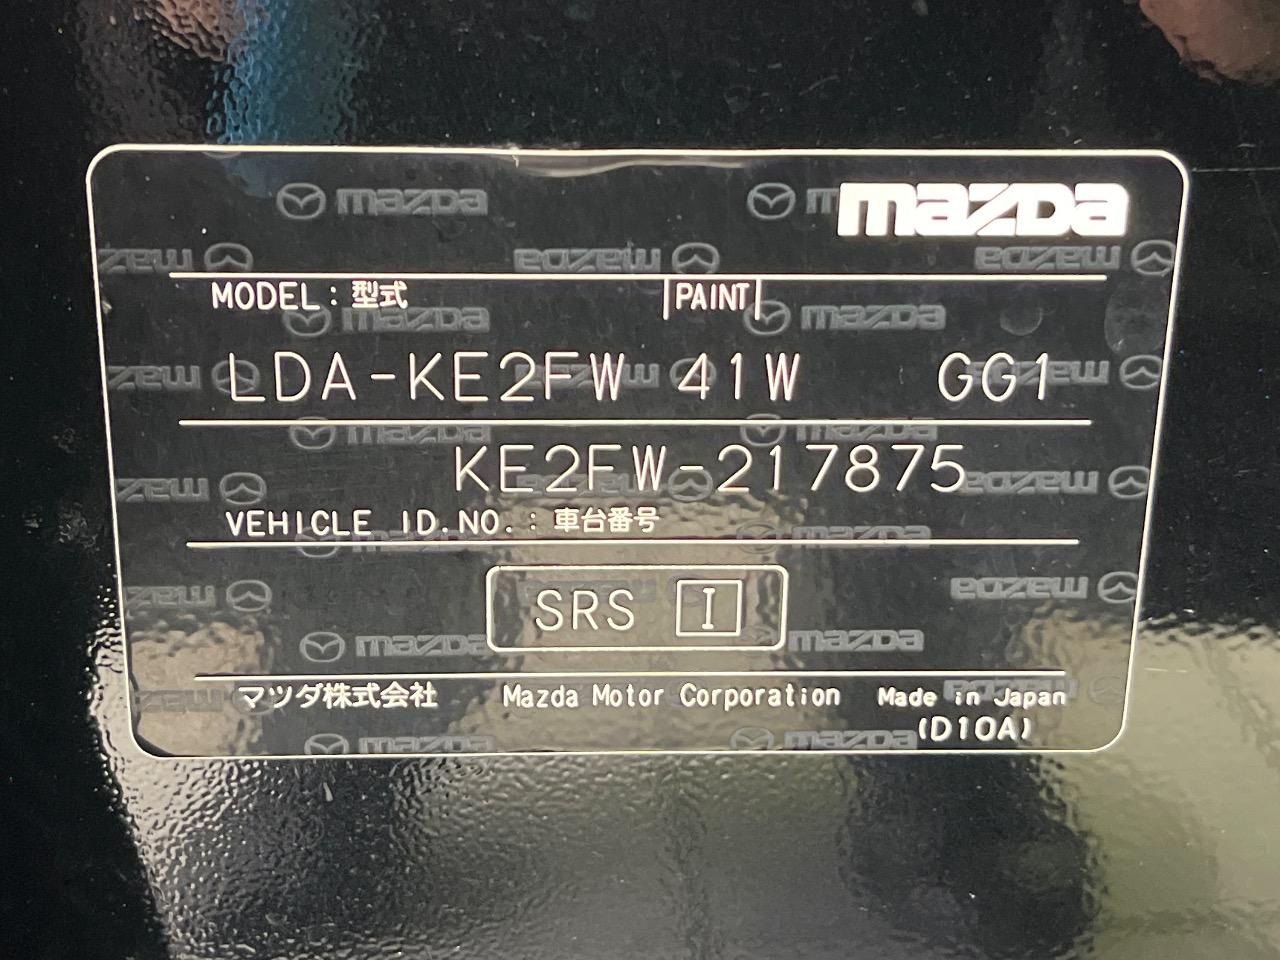 mazda
MODEL : 型式 PAINT
LDA-KE2FW 41W GG1
KE2FW-217875
VEHICLE ID.NO. : 車台番号
SRS I
マツダ株式会社 Mazda Motor Corporation Made in Japan
(D10A)